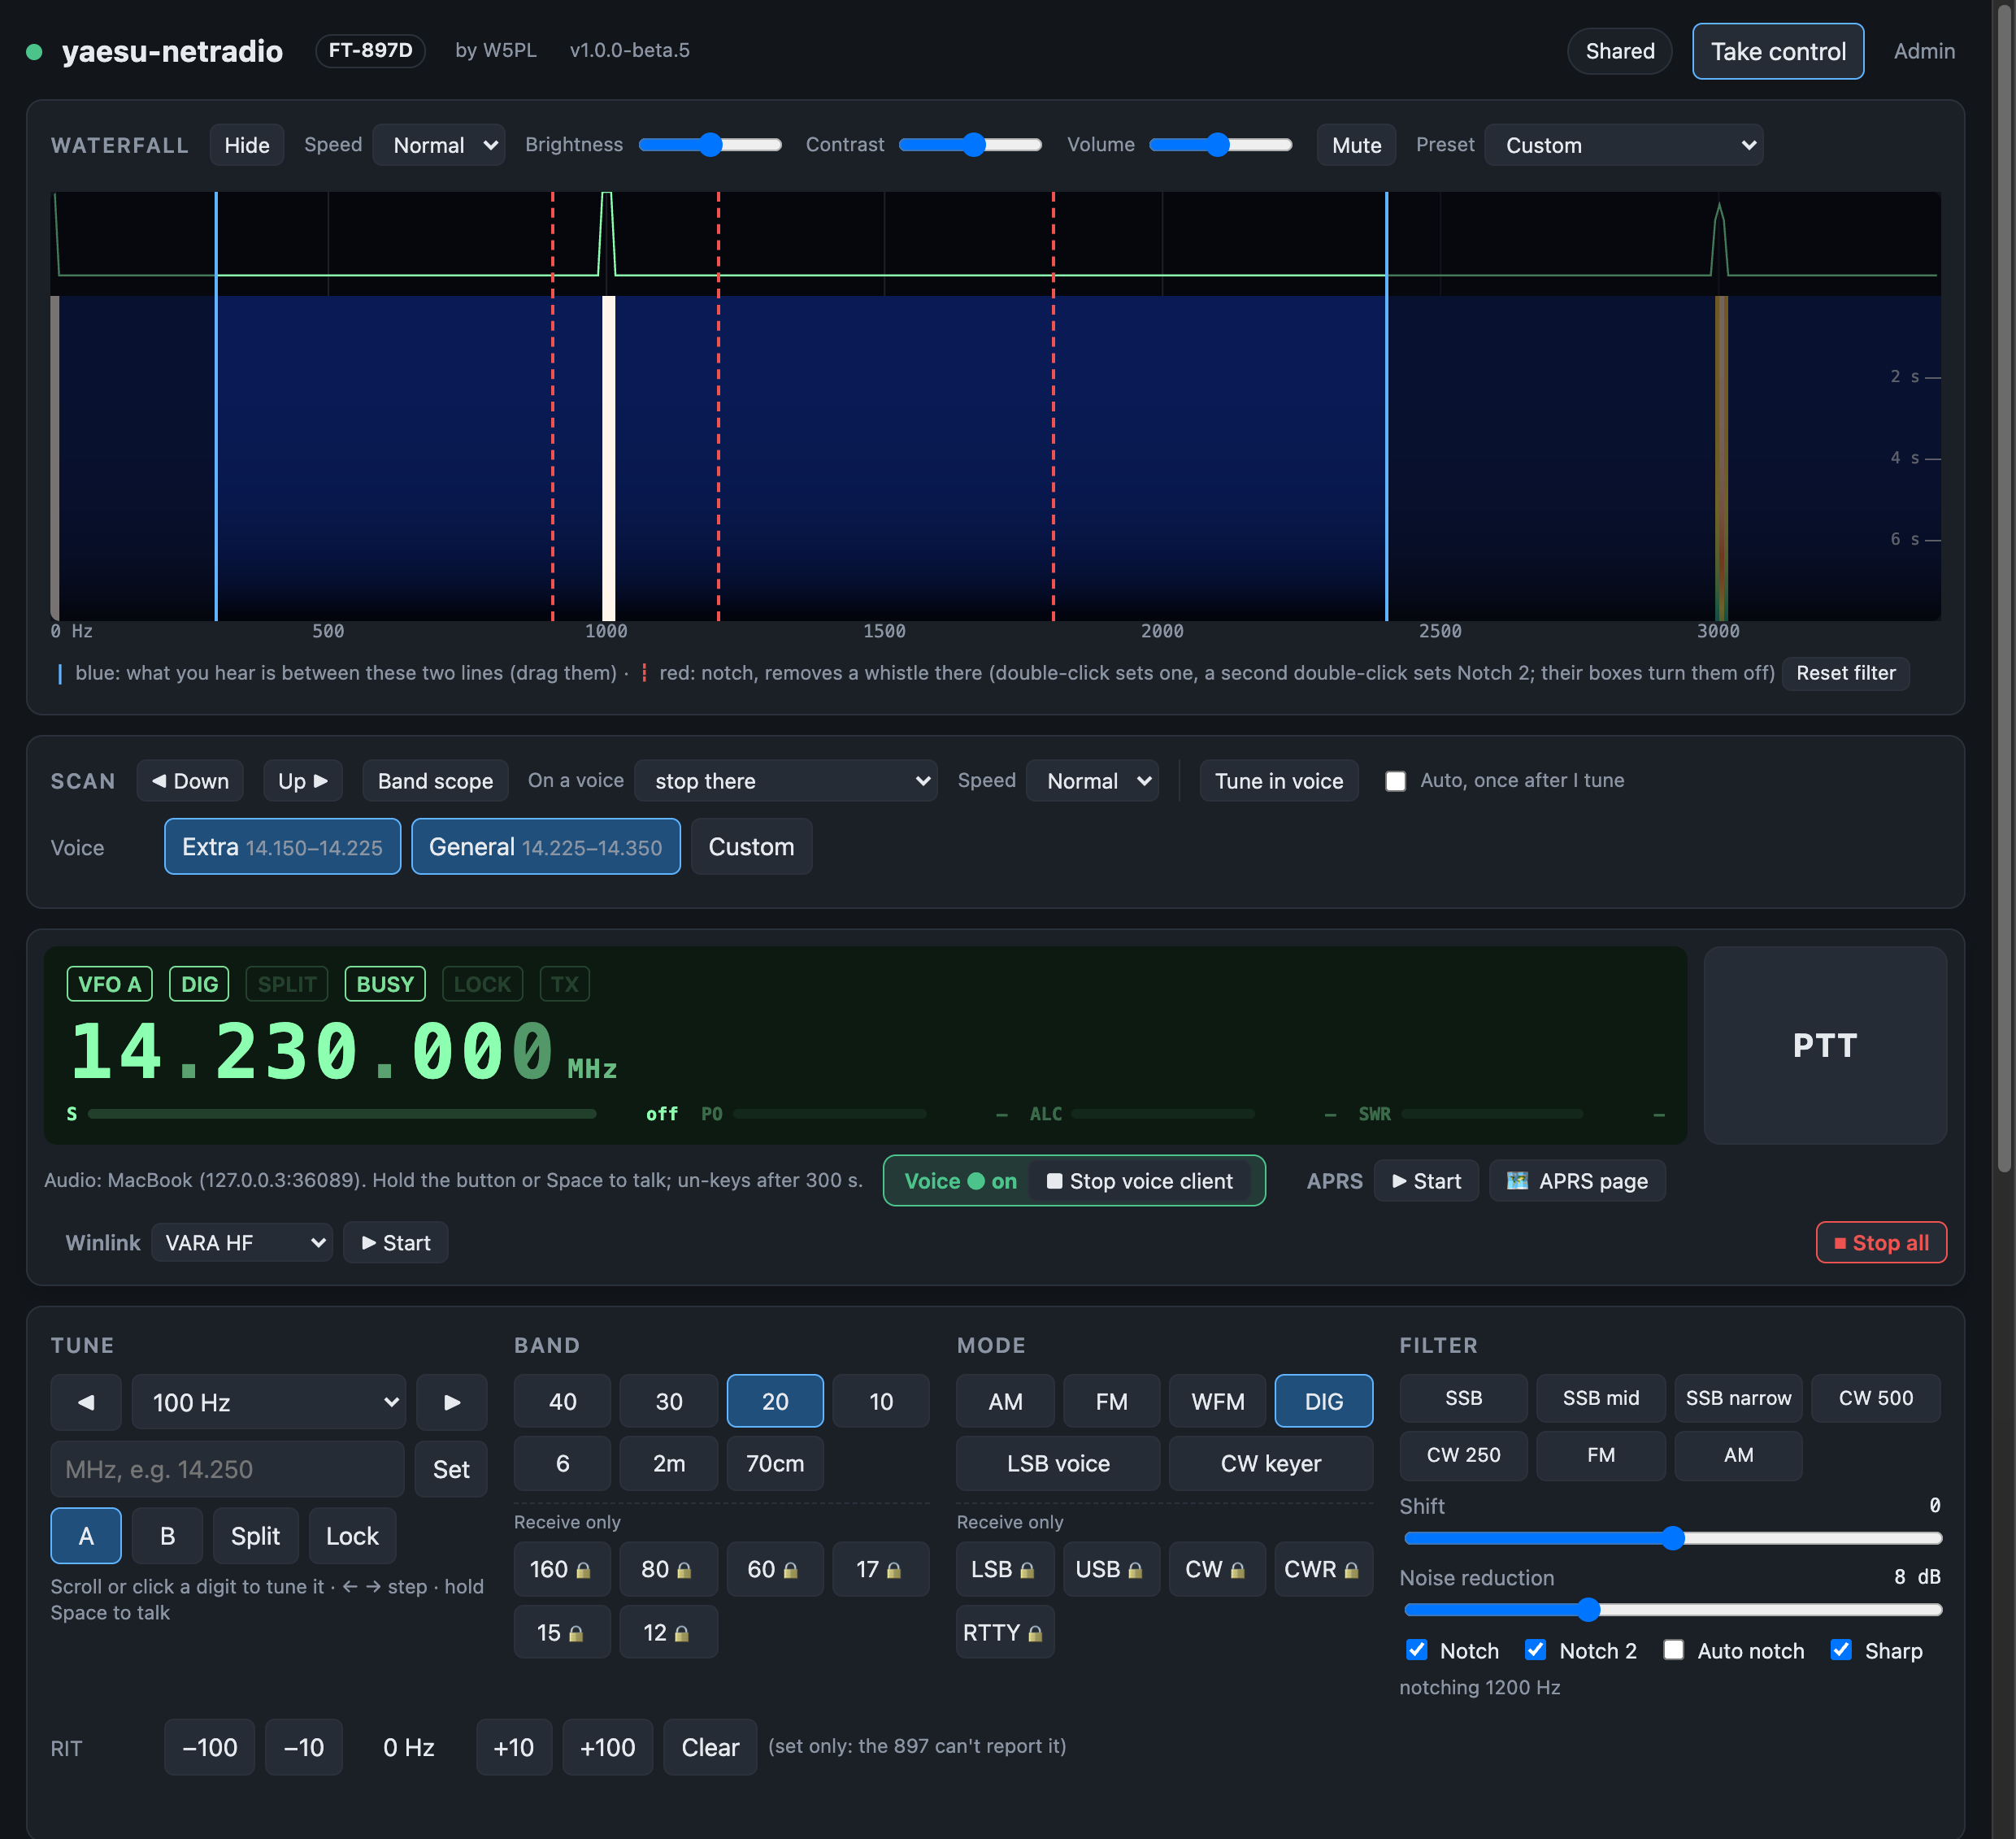 yaesu-netradio FT-897D by W5PL v1.0.0-beta.5 Shared Take control Admin
WATERFALL Hide Speed Normal Brightness Contrast Volume Mute Preset Custom
2 s
4 s
6 s
0 Hz 500 1000 1500 2000 2500 3000
blue: what you hear is between these two lines (drag them) · red: notch, removes a whistle there (double-click sets one, a second double-click sets Notch 2; their boxes turn them off) Reset filter
SCAN ◀ Down Up ▶ Band scope On a voice stop there Speed Normal Tune in voice Auto, once after I tune
Voice Extra 14.150–14.225 General 14.225–14.350 Custom
VFO A DIG SPLIT BUSY LOCK TX
14.230.000 MHz
S off PO – ALC – SWR –
PTT
Audio: MacBook (127.0.0.3:36089). Hold the button or Space to talk; un-keys after 300 s. Voice on Stop voice client APRS ▶ Start APRS page
Winlink VARA HF ▶ Start Stop all
TUNE
◀ 100 Hz ▶
MHz, e.g. 14.250 Set
A B Split Lock
Scroll or click a digit to tune it · ← → step · hold
Space to talk
BAND
40 30 20 10
6 2m 70cm
Receive only
160 80 60 17
15 12
MODE
AM FM WFM DIG
LSB voice CW keyer
Receive only
LSB USB CW CWR
RTTY
FILTER
SSB SSB mid SSB narrow CW 500
CW 250 FM AM
Shift 0
Noise reduction 8 dB
Notch Notch 2 Auto notch Sharp
notching 1200 Hz
RIT –100 –10 0 Hz +10 +100 Clear (set only: the 897 can't report it)